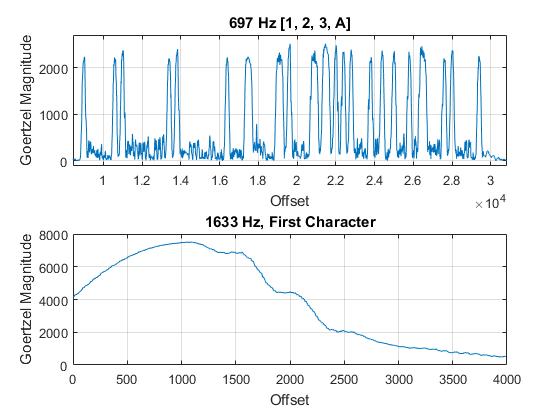 697 Hz [1, 2, 3, A]
Goertzel Magnitude
2000
1000
0
1 1.2 1.4 1.6 1.8 2 2.2 2.4 2.6 2.8 3
Offset
×10⁴
1633 Hz, First Character
Goertzel Magnitude
8000
6000
4000
2000
0
0 500 1000 1500 2000 2500 3000 3500 4000
Offset